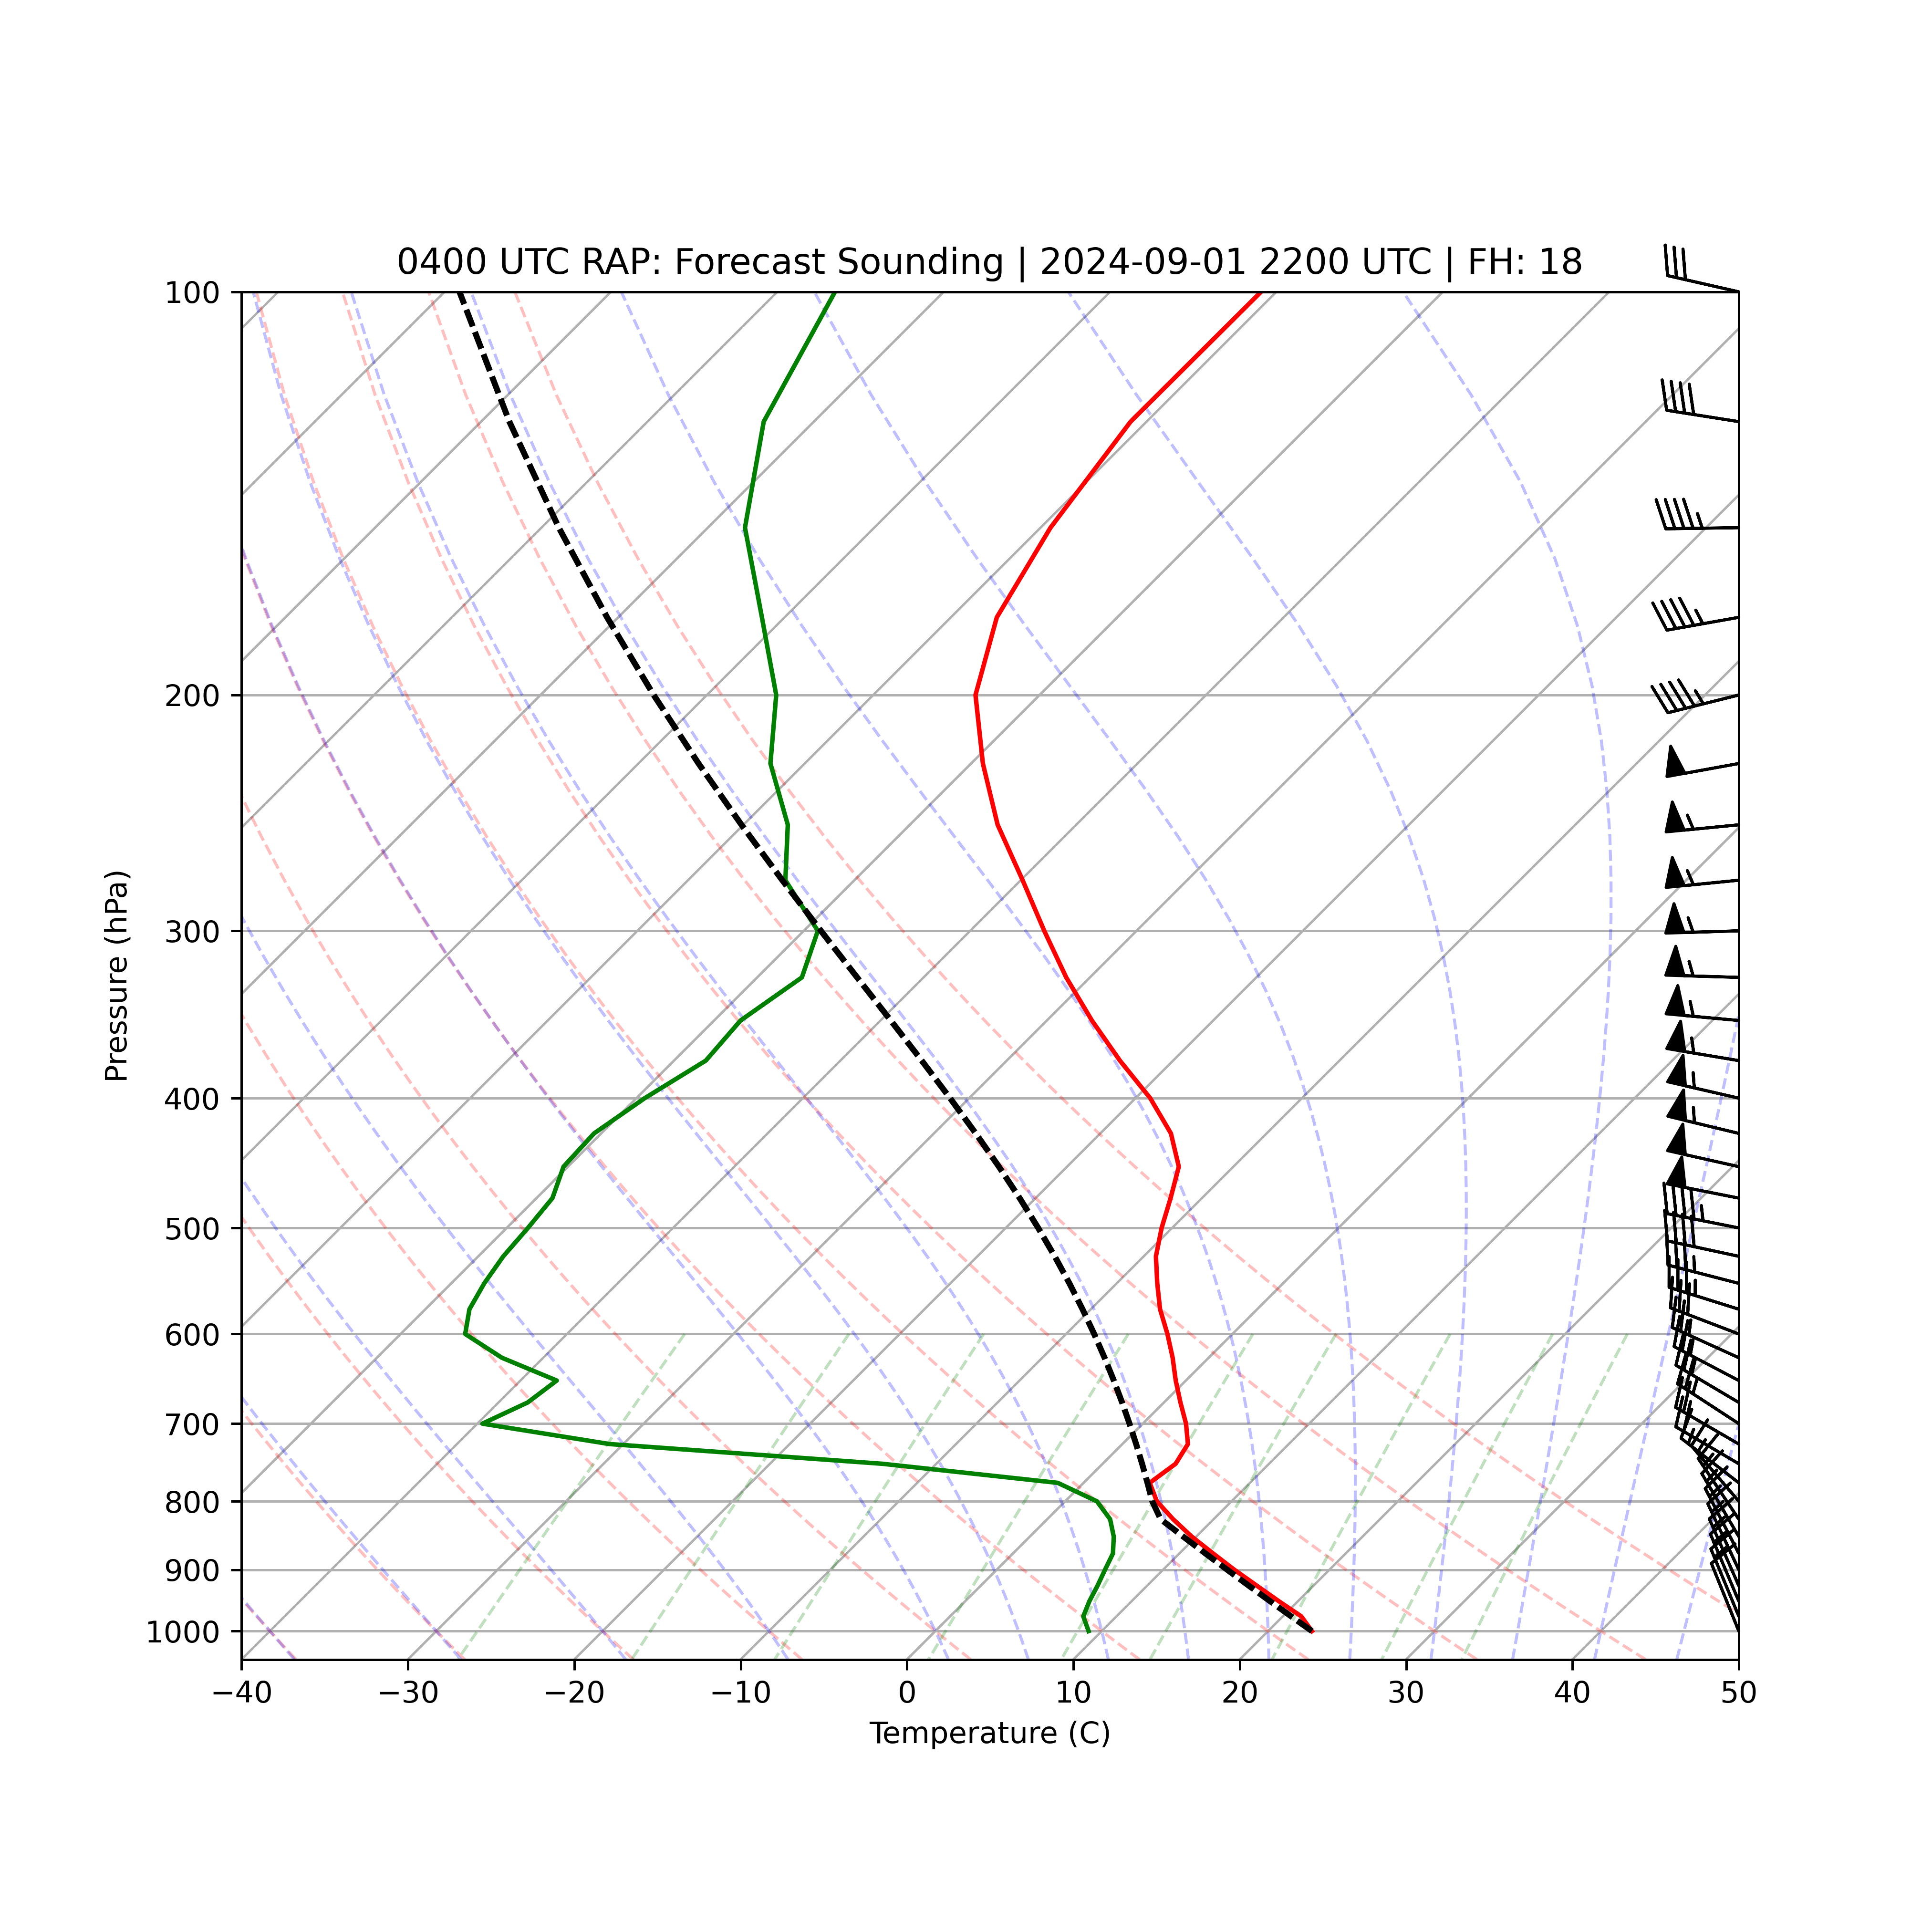 0400 UTC RAP: Forecast Sounding | 2024-09-01 2200 UTC | FH: 18
100
200
300
400
500
600
700
800
900
1000
Pressure (hPa)
−40 −30 −20 −10 0 10 20 30 40 50
Temperature (C)